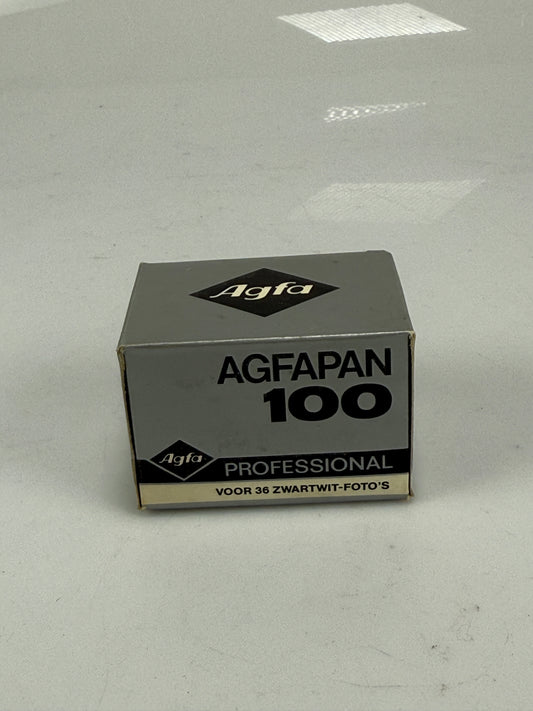 Agfa
AGFAPAN
100
Agfa
PROFESSIONAL
VOOR 36 ZWARTWIT-FOTO'S